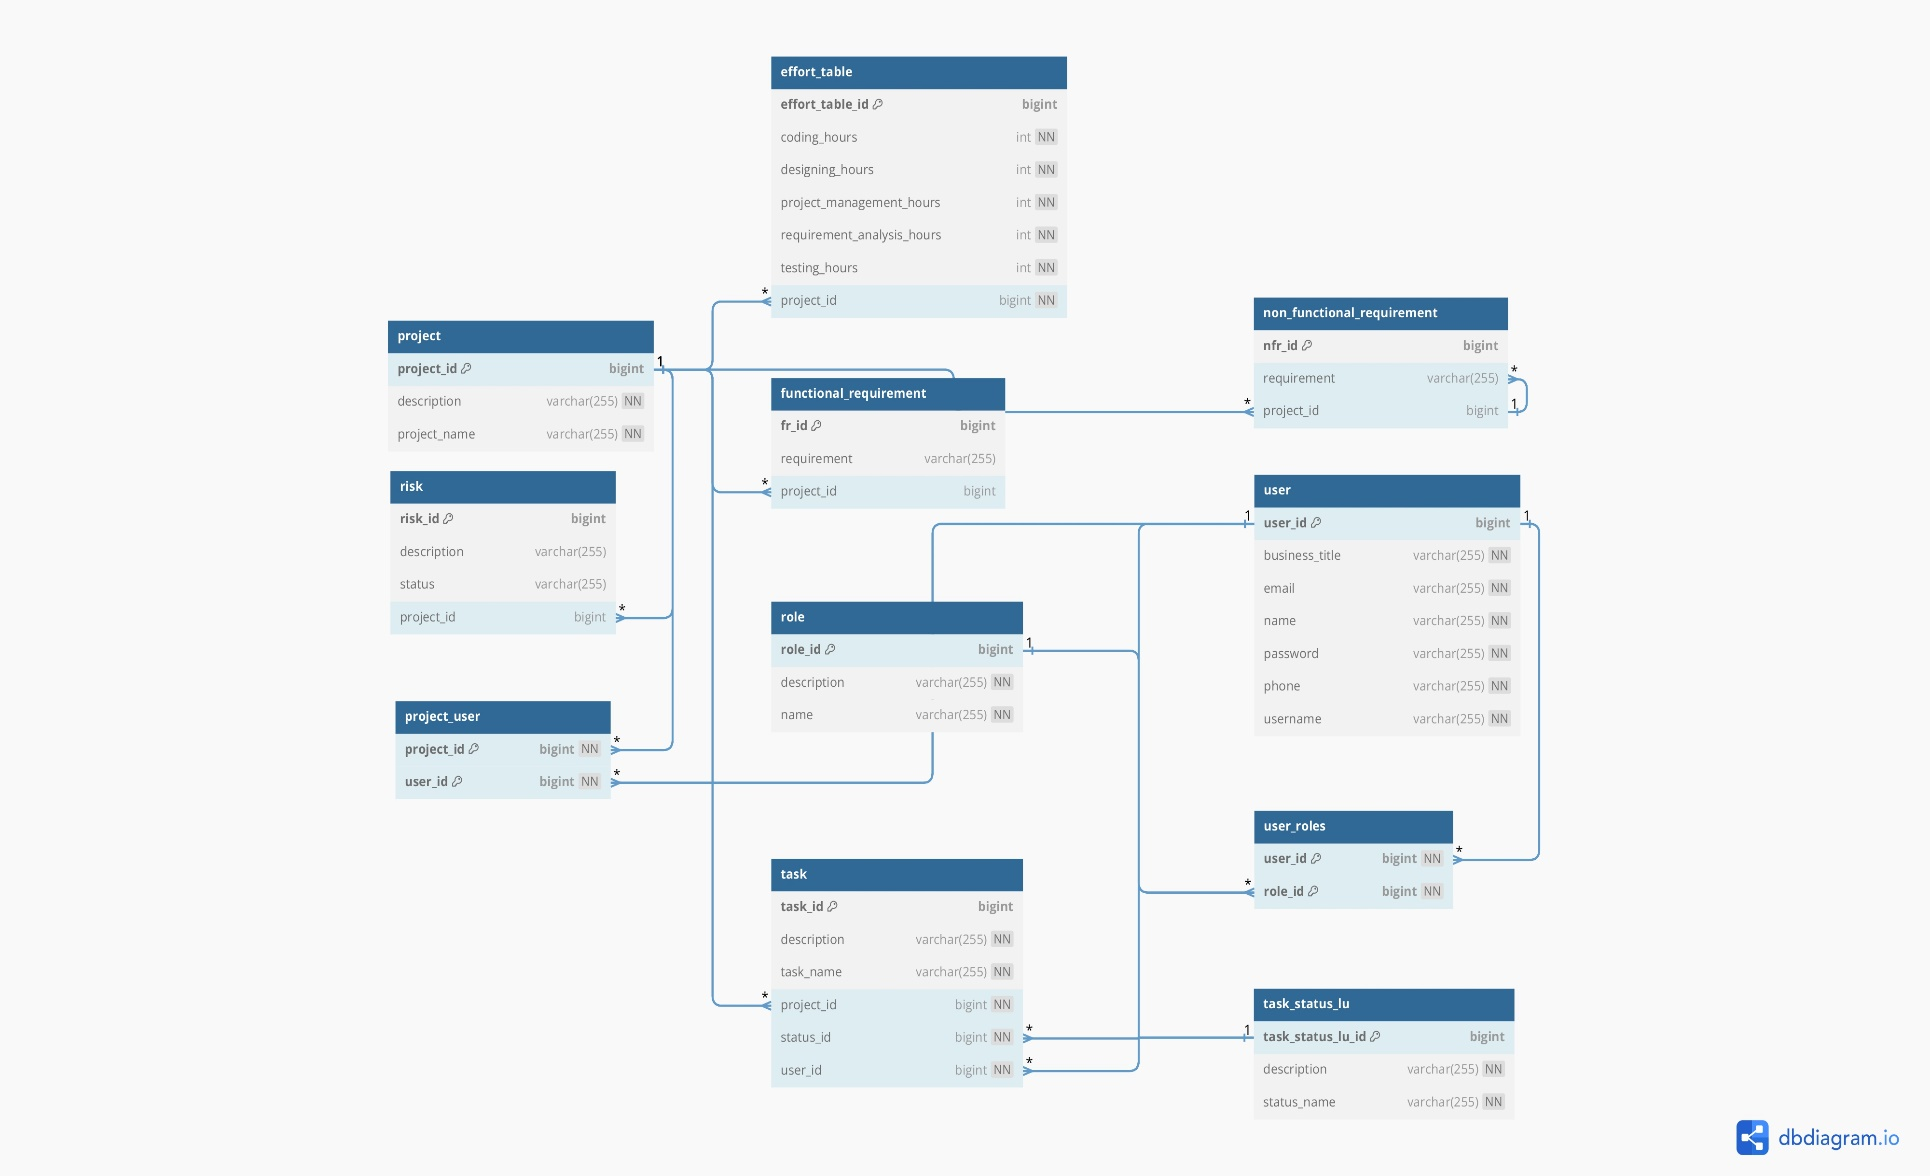 effort_table
effort_table_id bigint
coding_hours int NN
designing_hours int NN
project_management_hours int NN
requirement_analysis_hours int NN
testing_hours int NN
* project_id bigint NN
project
project_id bigint 1
description varchar(255) NN
project_name varchar(255) NN
functional_requirement
fr_id bigint
requirement varchar(255)
* project_id bigint
non_functional_requirement
nfr_id bigint
requirement varchar(255) *
* project_id bigint 1
risk
risk_id bigint
description varchar(255)
status varchar(255)
project_id bigint *
user
1 user_id bigint 1
business_title varchar(255) NN
email varchar(255) NN
name varchar(255) NN
password varchar(255) NN
phone varchar(255) NN
username varchar(255) NN
role
role_id bigint 1
description varchar(255) NN
name varchar(255) NN
project_user
project_id bigint NN *
user_id bigint NN *
user_roles
user_id bigint NN *
* role_id bigint NN
task
task_id bigint
description varchar(255) NN
task_name varchar(255) NN
* project_id bigint NN
status_id bigint NN *
user_id bigint NN *
task_status_lu
1 task_status_lu_id bigint
description varchar(255) NN
status_name varchar(255) NN
dbdiagram.io